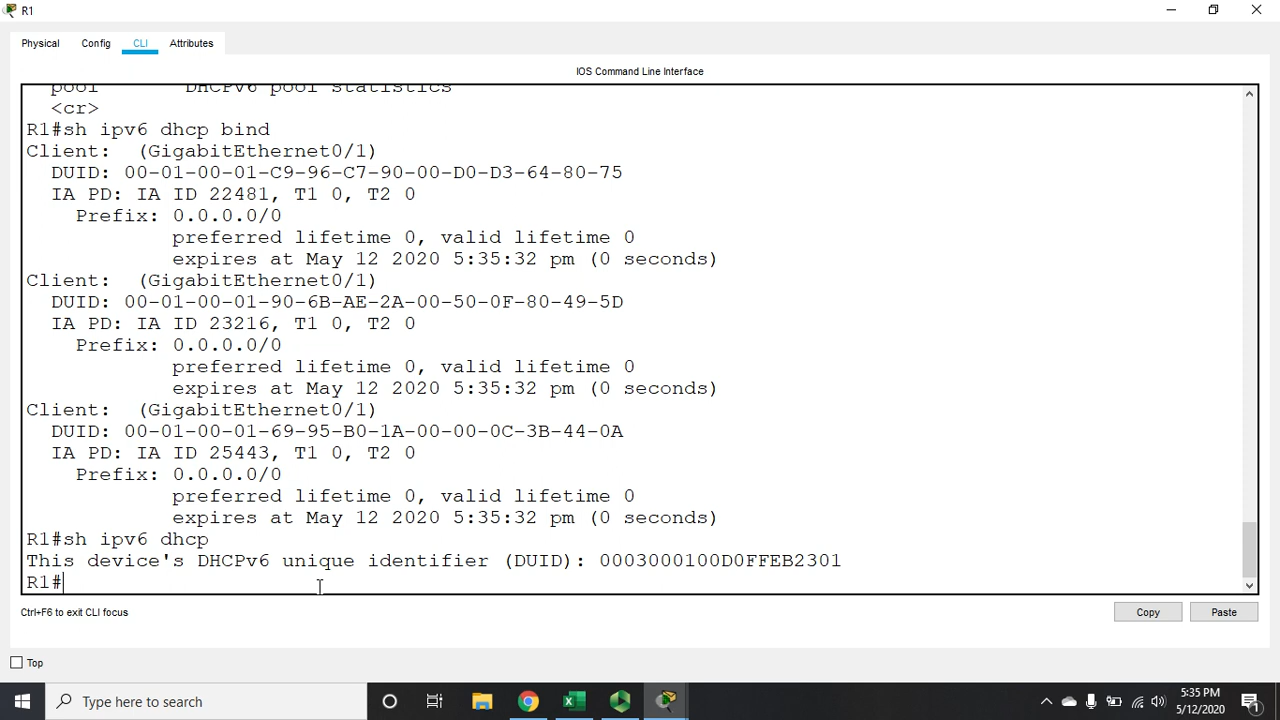 R1
Physical
Config
CLI
Attributes
IOS Command Line Interface
pool DHCPv6 pool statistics
<cr>
R1#sh ipv6 dhcp bind
Client: (GigabitEthernet0/1)
DUID: 00-01-00-01-C9-96-C7-90-00-D0-D3-64-80-75
IA PD: IA ID 22481, T1 0, T2 0
Prefix: 0.0.0.0/0
preferred lifetime 0, valid lifetime 0
expires at May 12 2020 5:35:32 pm (0 seconds)
Client: (GigabitEthernet0/1)
DUID: 00-01-00-01-90-6B-AE-2A-00-50-0F-80-49-5D
IA PD: IA ID 23216, T1 0, T2 0
Prefix: 0.0.0.0/0
preferred lifetime 0, valid lifetime 0
expires at May 12 2020 5:35:32 pm (0 seconds)
Client: (GigabitEthernet0/1)
DUID: 00-01-00-01-69-95-B0-1A-00-00-0C-3B-44-0A
IA PD: IA ID 25443, T1 0, T2 0
Prefix: 0.0.0.0/0
preferred lifetime 0, valid lifetime 0
expires at May 12 2020 5:35:32 pm (0 seconds)
R1#sh ipv6 dhcp
This device's DHCPv6 unique identifier (DUID): 0003000100D0FFEB2301
R1#
Ctrl+F6 to exit CLI focus
Copy
Paste
Top
Type here to search
5:35 PM
5/12/2020
1